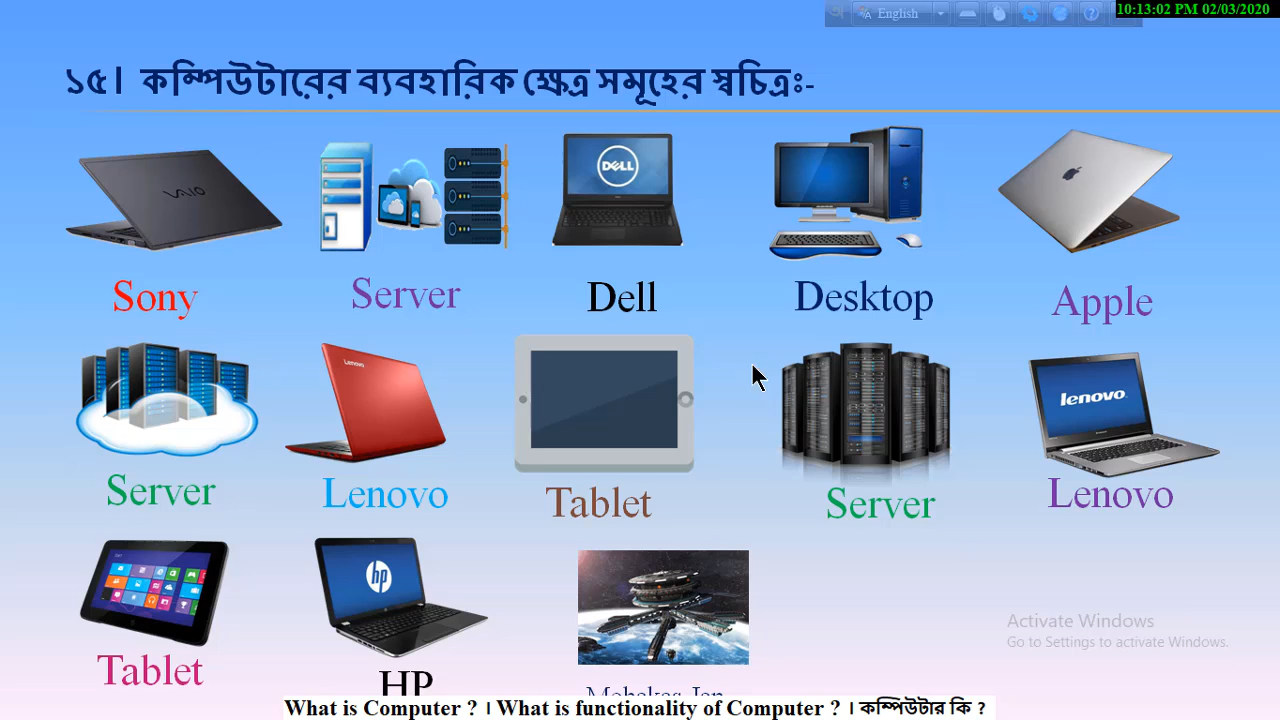 English
10:13:02 PM 02/03/2020
১৫। কম্পিউটারের ব্যবহারিক ক্ষেত্র সমূহের স্বচিত্রঃ-
VAIO
DELL
Sony
Server
Dell
Desktop
Apple
Lenovo
lenovo
Server
Lenovo
Tablet
Server
Lenovo
hp
Tablet
HP
Activate Windows
Go to Settings to activate Windows.
What is Computer ? । What is functionality of Computer ? । কম্পিউটার কি ?